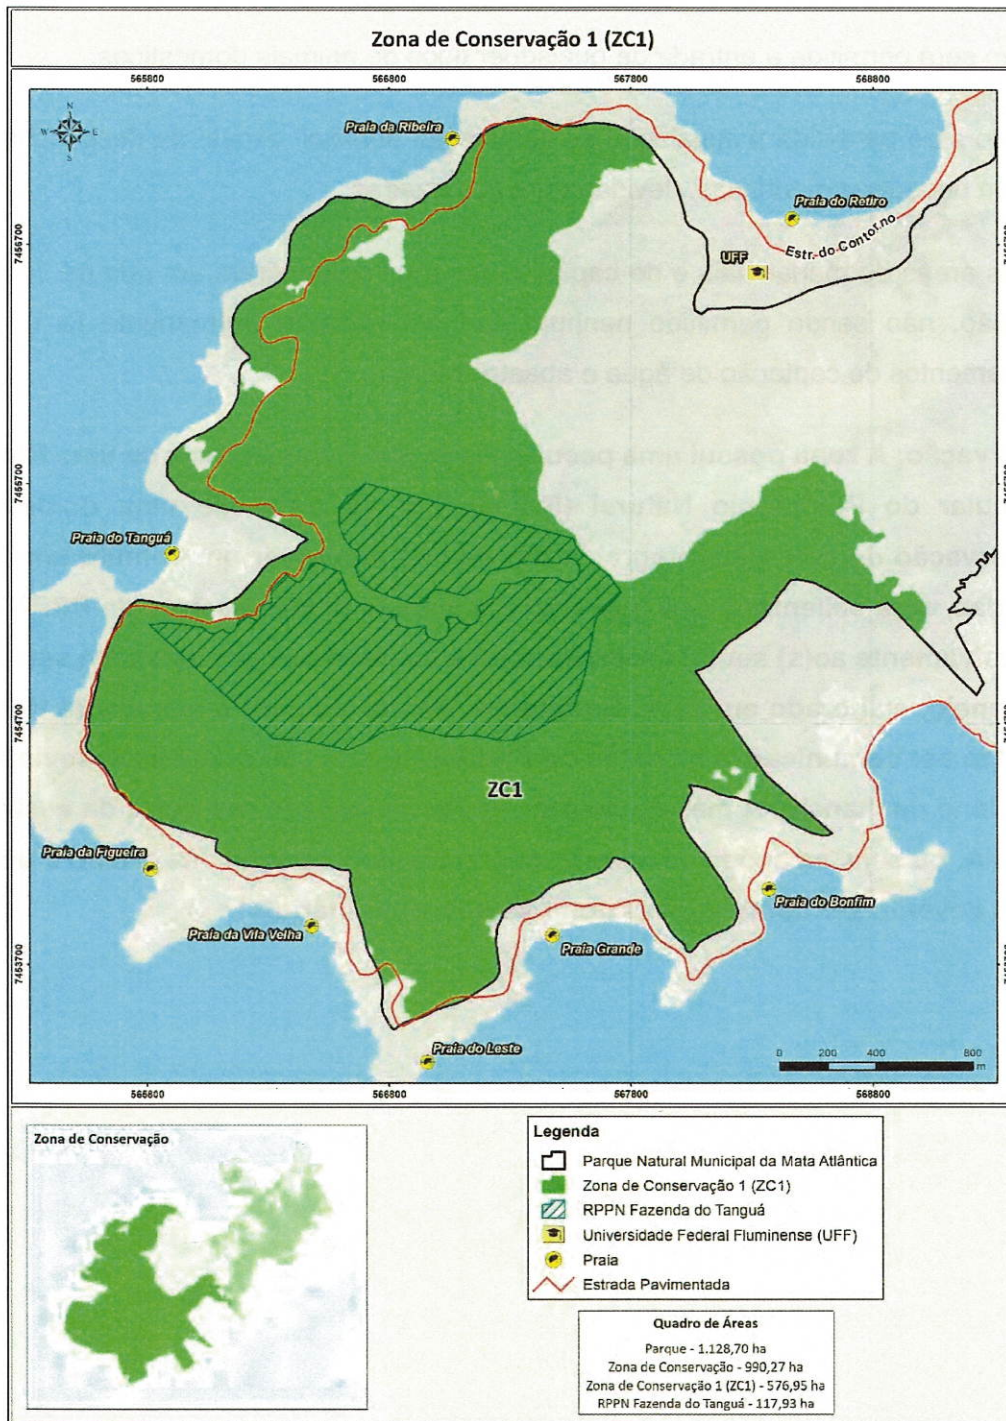 Zona de Conservação 1 (ZC1)
565800 566800 567800 568800
N
W E
S
Praia da Ribeira
Praia do Retiro
Estr. do Contorno
UFF
7456700
7455700
Praia do Tanguá
7454700
ZC1
Praia da Figueira
Praia da Vila Velha
Praia Grande
Praia do Bonfim
7453700
Praia do Leste
0 200 400 800
m
565800 566800 567800 568800
Zona de Conservação
Legenda
Parque Natural Municipal da Mata Atlântica
Zona de Conservação 1 (ZC1)
RPPN Fazenda do Tanguá
Universidade Federal Fluminense (UFF)
Praia
Estrada Pavimentada
Quadro de Áreas
Parque - 1.128,70 ha
Zona de Conservação - 990,27 ha
Zona de Conservação 1 (ZC1) - 576,95 ha
RPPN Fazenda do Tanguá - 117,93 ha